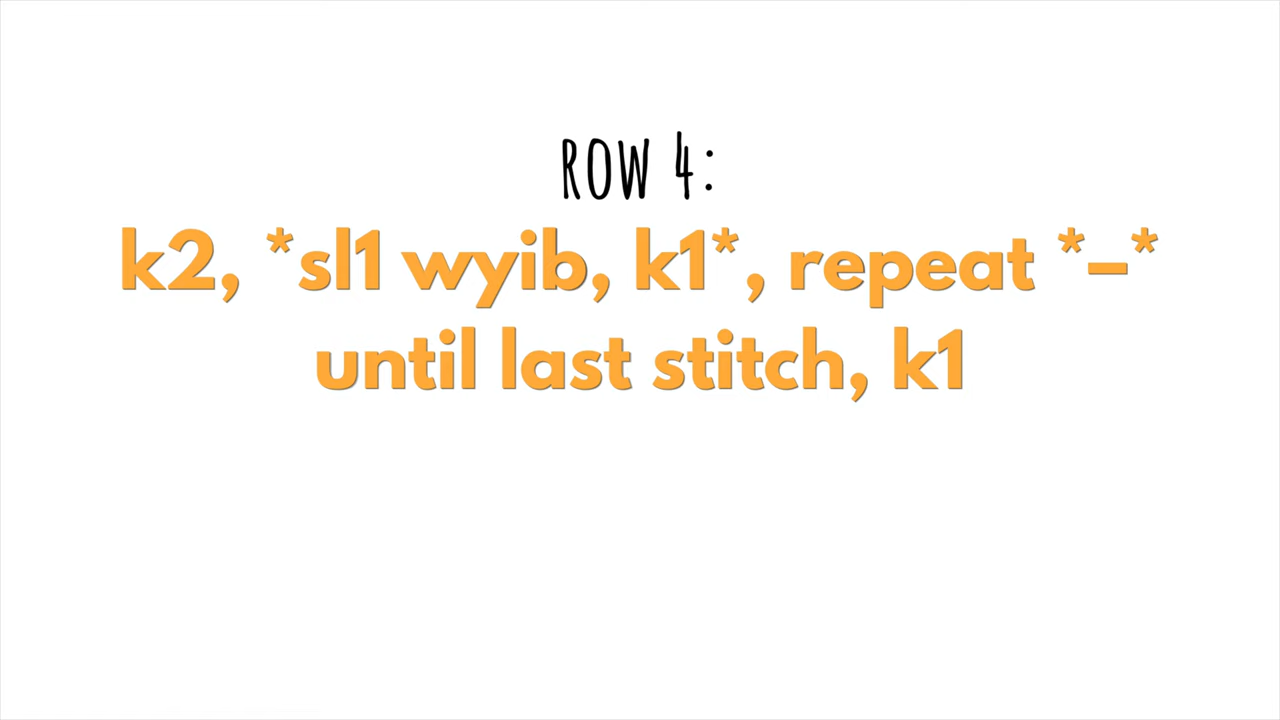 ROW 4:
k2, *sl1 wyib, k1*, repeat *–*
until last stitch, k1